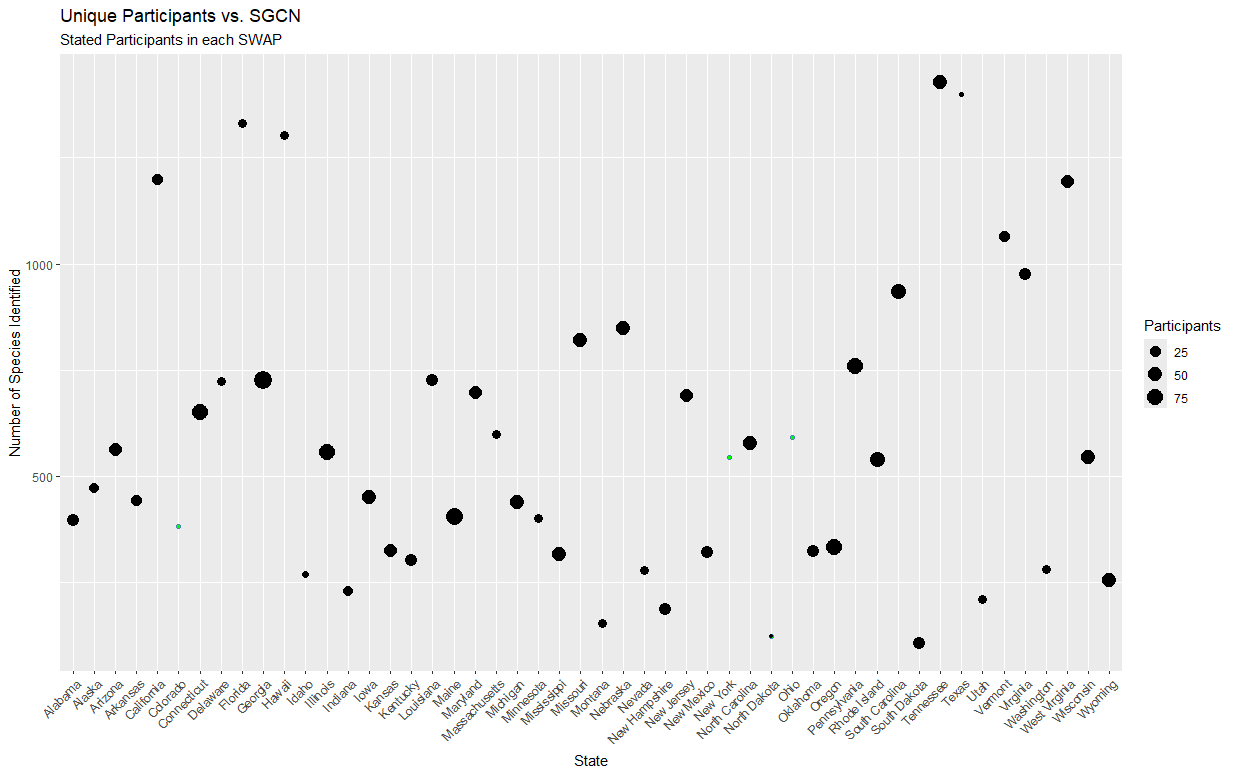 Unique Participants vs. SGCN
Stated Participants in each SWAP
Number of Species Identified
1000
500
Alabama
Alaska
Arizona
Arkansas
California
Colorado
Connecticut
Delaware
Florida
Georgia
Hawaii
Idaho
Illinois
Indiana
Iowa
Kansas
Kentucky
Louisiana
Maine
Maryland
Massachusetts
Michigan
Minnesota
Mississippi
Missouri
Montana
Nebraska
Nevada
New Hampshire
New Jersey
New Mexico
New York
North Carolina
North Dakota
Ohio
Oklahoma
Oregon
Pennsylvania
Rhode Island
South Carolina
South Dakota
Tennessee
Texas
Utah
Vermont
Virginia
Washington
West Virginia
Wisconsin
Wyoming
State
Participants
25
50
75